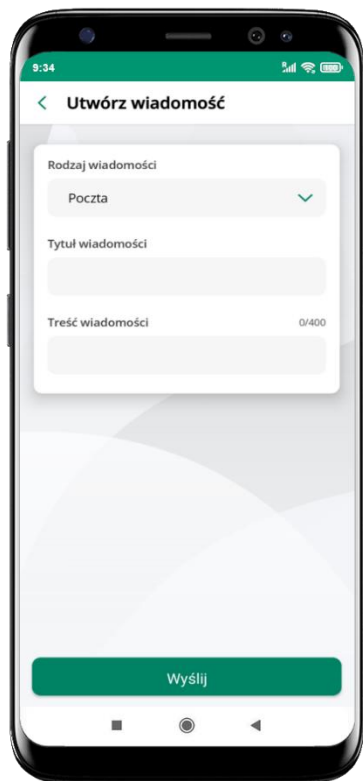 9:34
Utwórz wiadomość
Rodzaj wiadomości
Poczta
Tytuł wiadomości
Treść wiadomości 0/400
Wyślij